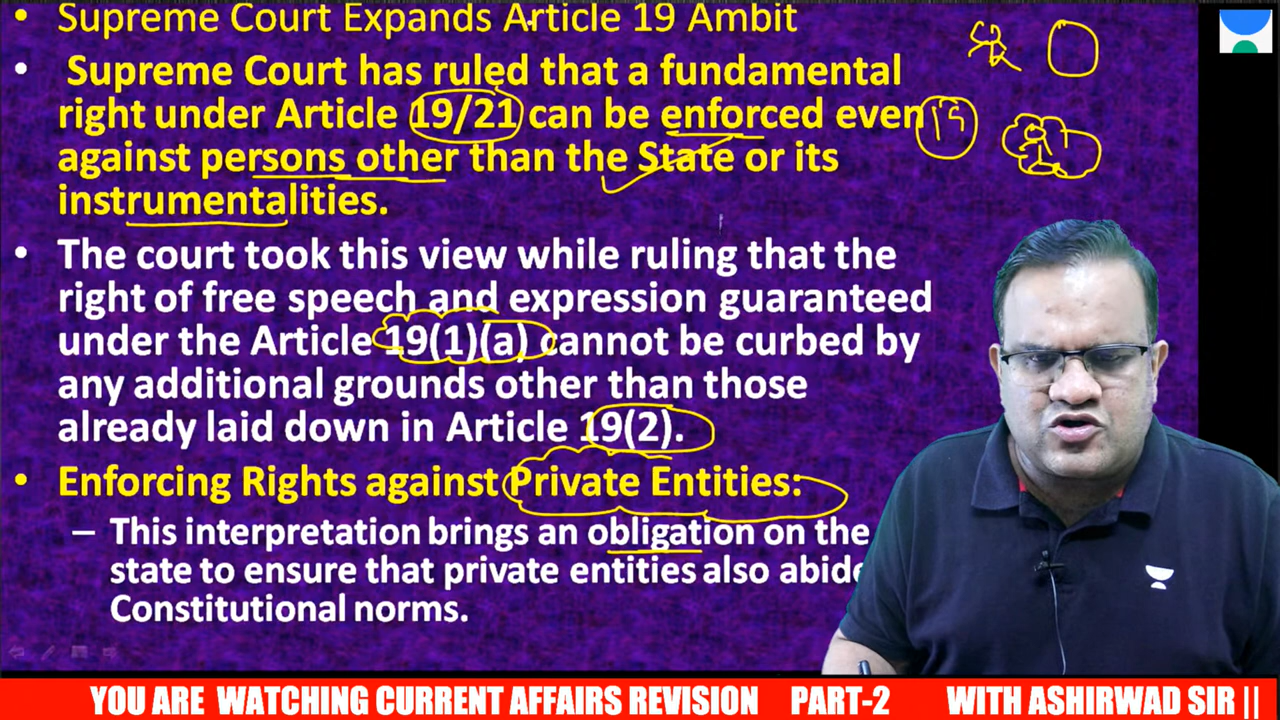 • Supreme Court Expands Article 19 Ambit
• Supreme Court has ruled that a fundamental
right under Article 19/21 can be enforced even
against persons other than the State or its
instrumentalities.
19
• The court took this view while ruling that the
right of free speech and expression guaranteed
under the Article 19(1)(a) cannot be curbed by
any additional grounds other than those
already laid down in Article 19(2).
• Enforcing Rights against Private Entities:
– This interpretation brings an obligation on the
state to ensure that private entities also abide
Constitutional norms.
YOU ARE WATCHING CURRENT AFFAIRS REVISION PART-2 WITH ASHIRWAD SIR ||